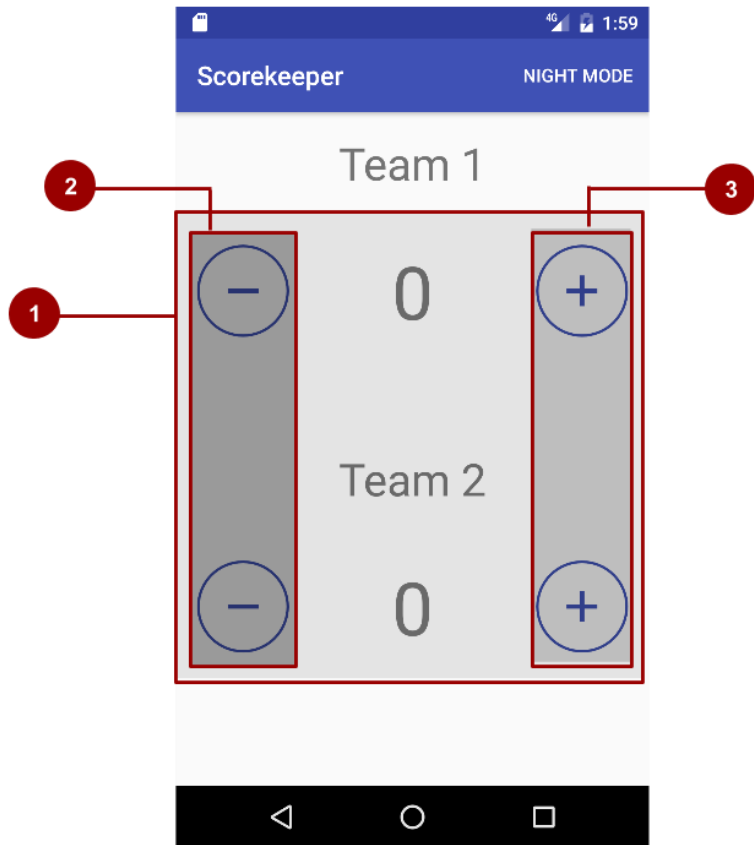 4G 1:59
Scorekeeper NIGHT MODE
Team 1
2
3
− 0 +
1
Team 2
− 0 +